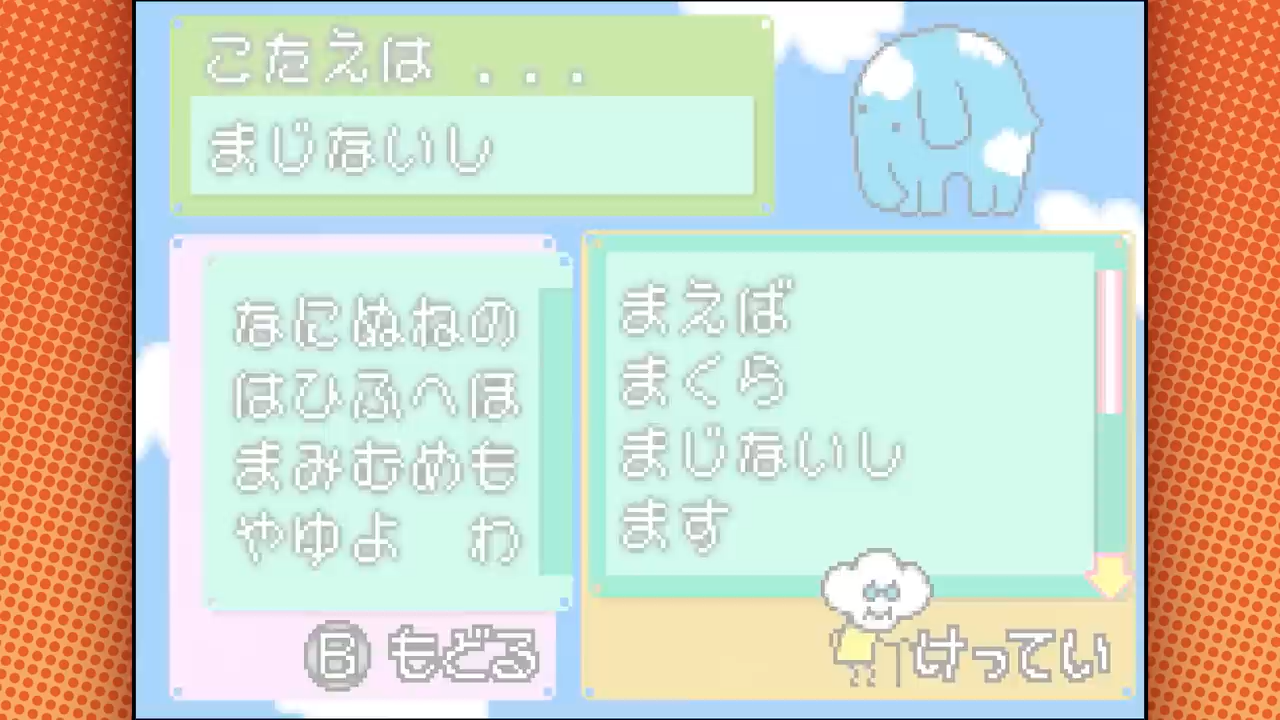 こたえは ...
まじないし
なにぬねの
はひふへほ
まみむめも
やゆよ わ
B もどる
まえば
まくら
まじないし
ます
けってい